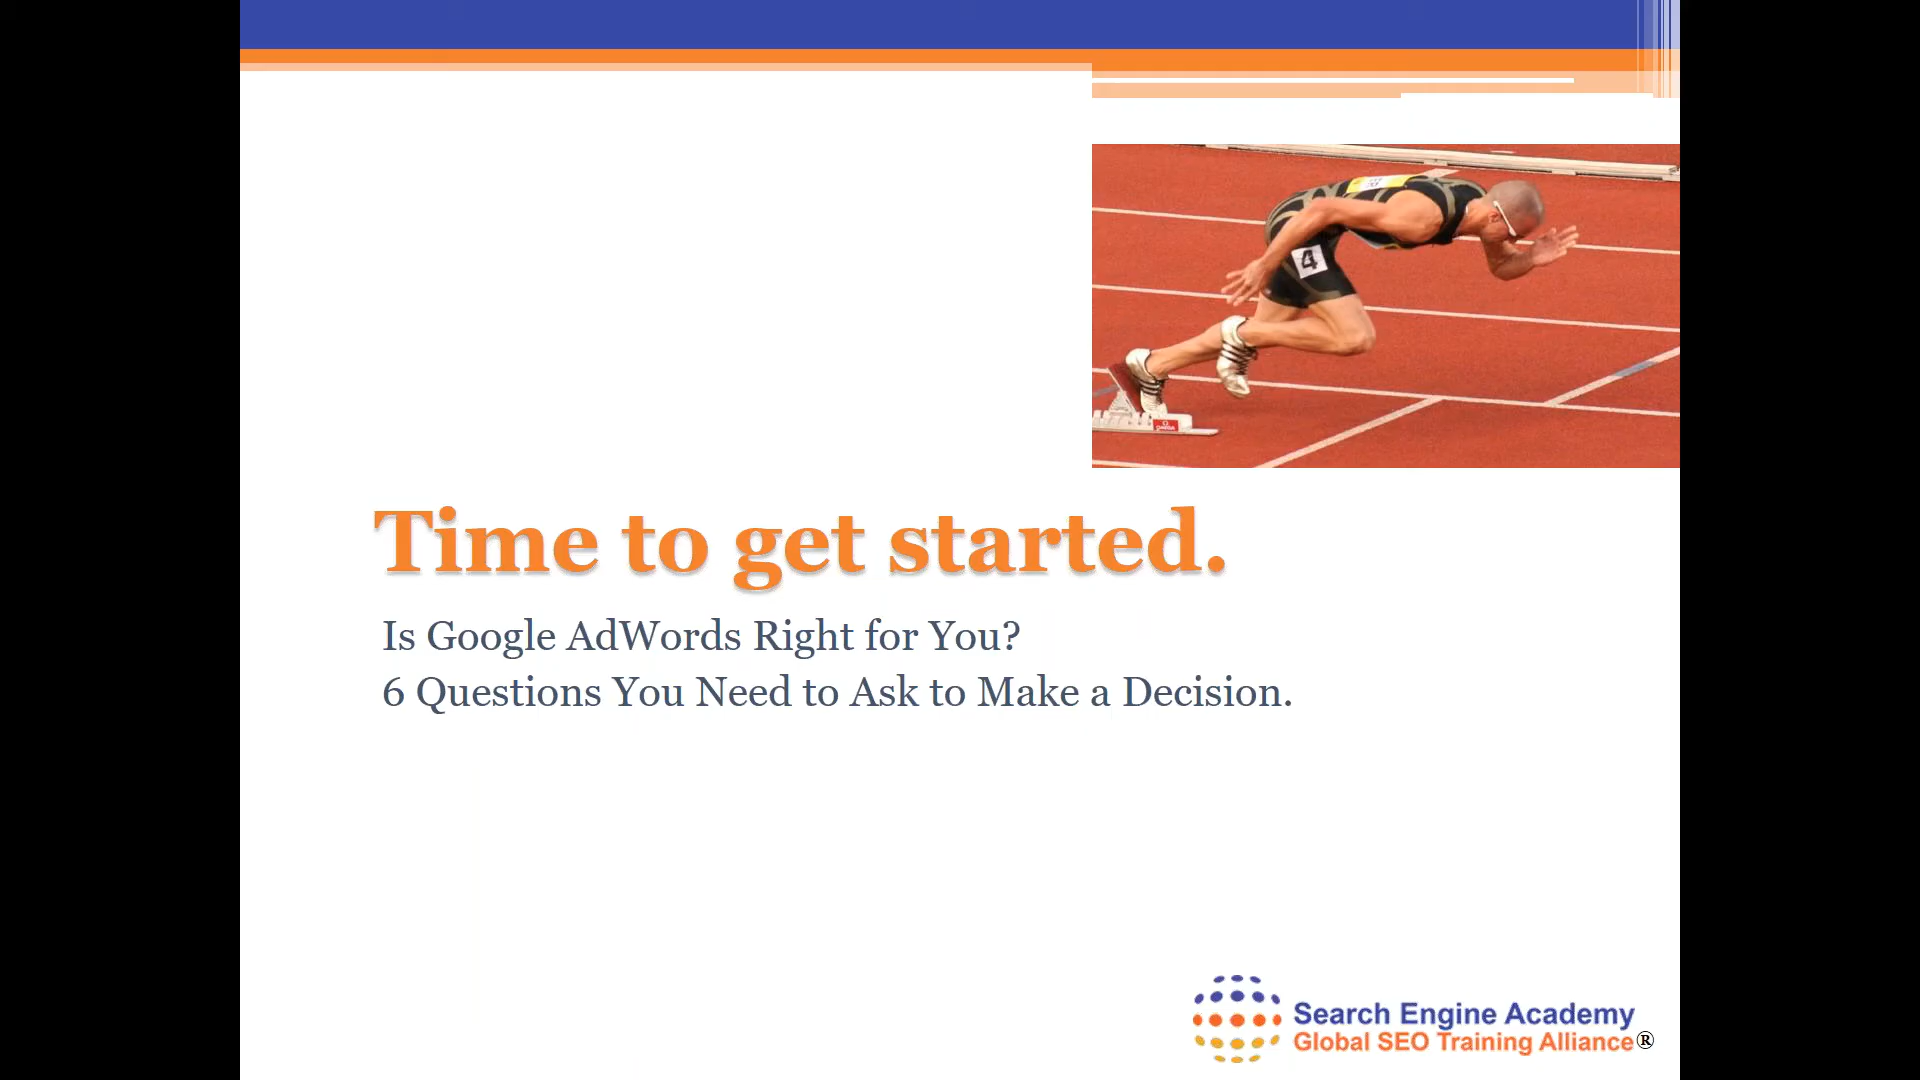 4
OMEGA
Time to get started.
Is Google AdWords Right for You?
6 Questions You Need to Ask to Make a Decision.
Search Engine Academy
Global SEO Training Alliance®